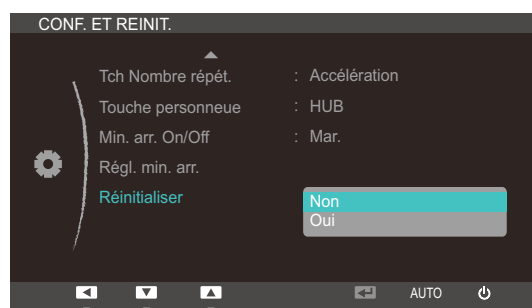 CONF. ET REINIT.
Tch Nombre répét. : Accélération
Touche personneue : HUB
Min. arr. On/Off : Mar.
Régl. min. arr.
Réinitialiser
Non
Oui
AUTO